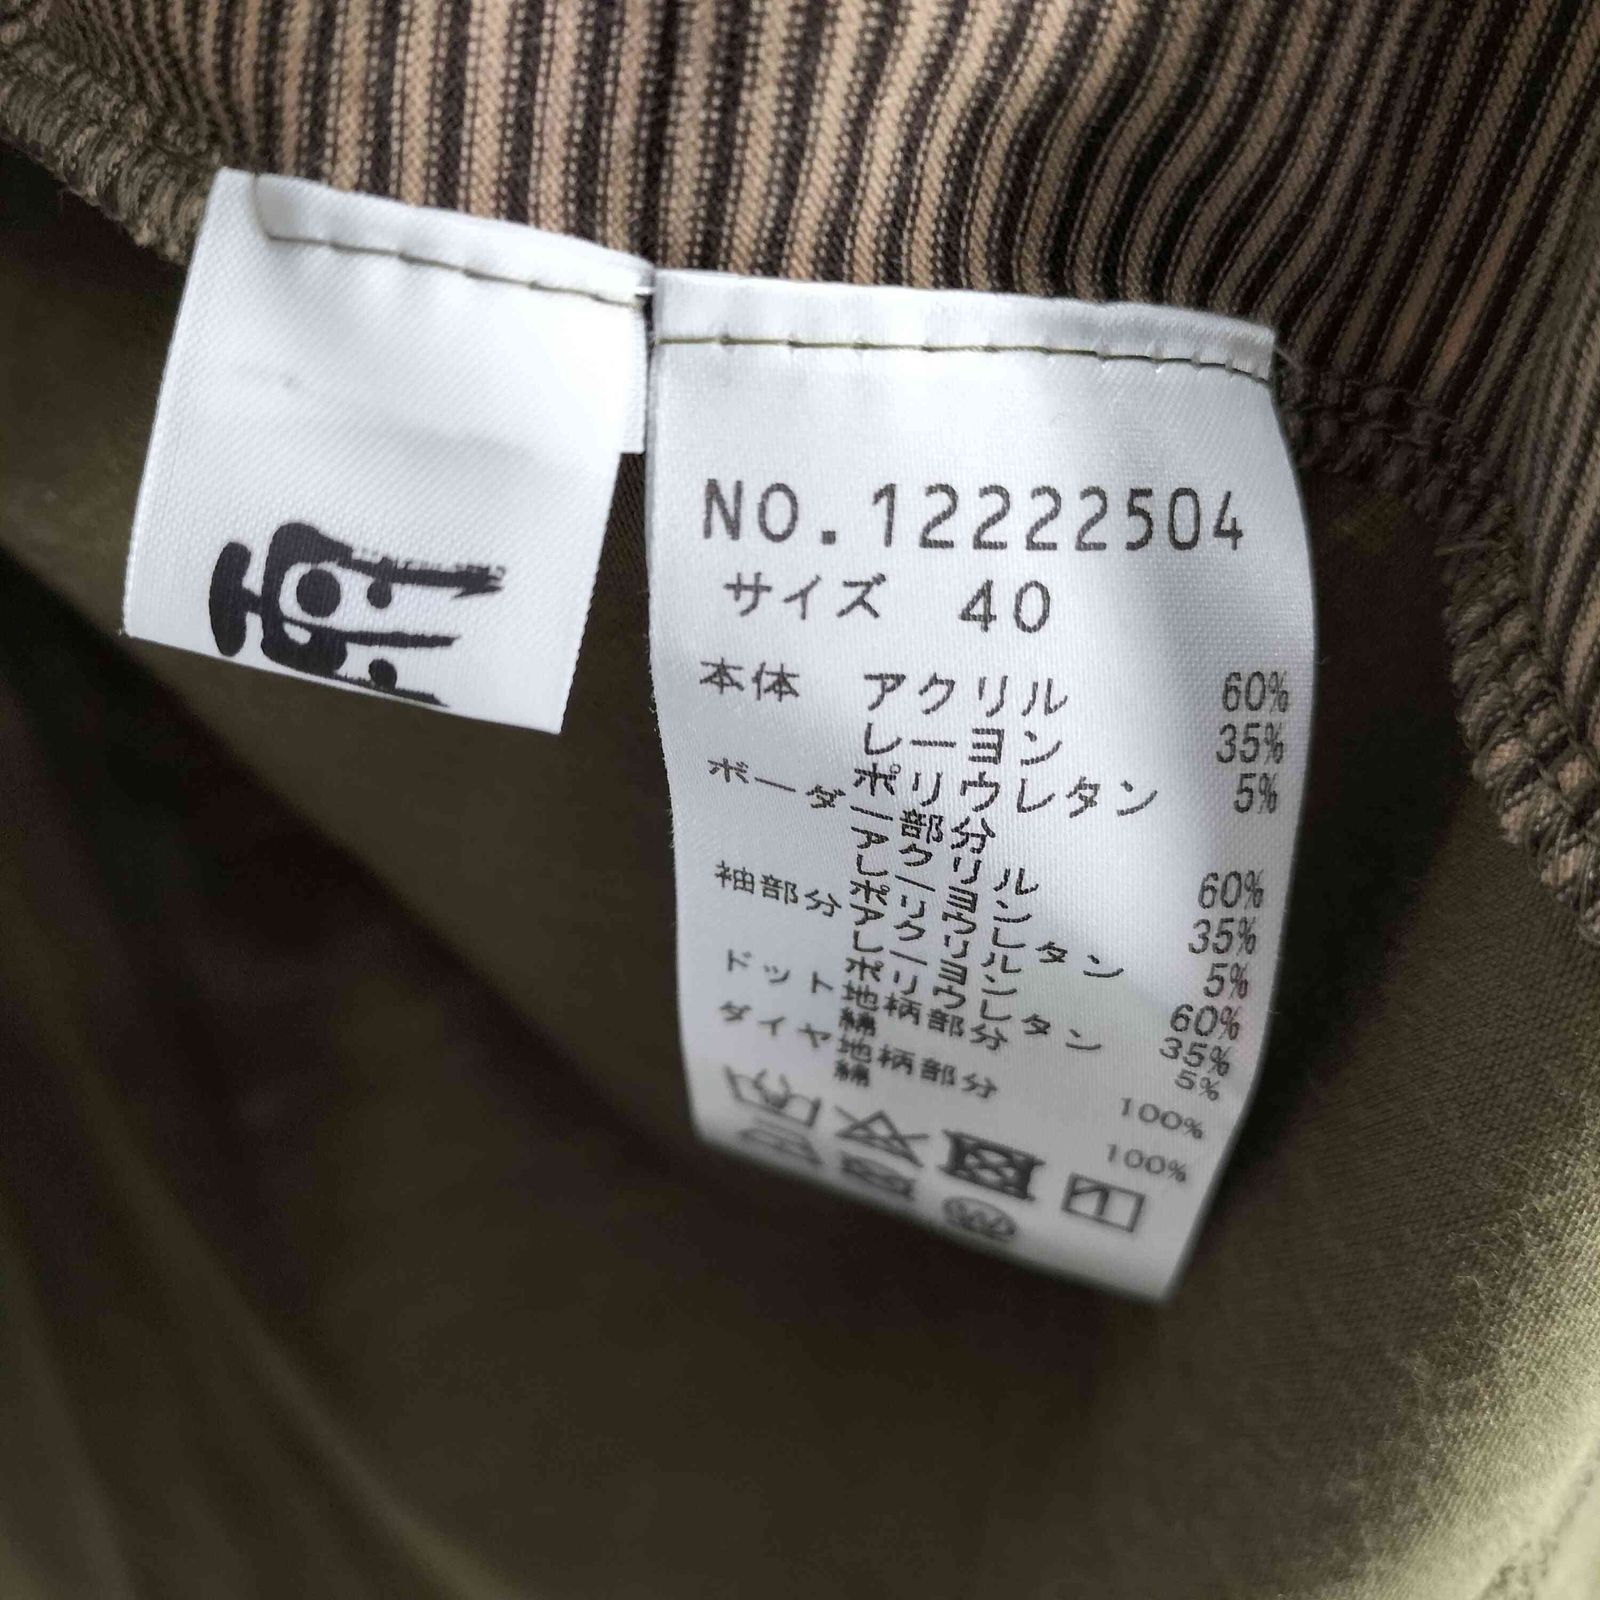 NO.12222504
サイズ 40
本体 アクリル 60%
レーヨン 35%
ポリウレタン 5%
ボーダー部分
アクリル 60%
レーヨン 35%
ポリウレタン 5%
袖部分 アクリル 60%
レーヨン 35%
ポリウレタン 5%
ドット地柄部分
綿 100%
ダイヤ地柄部分
綿 100%